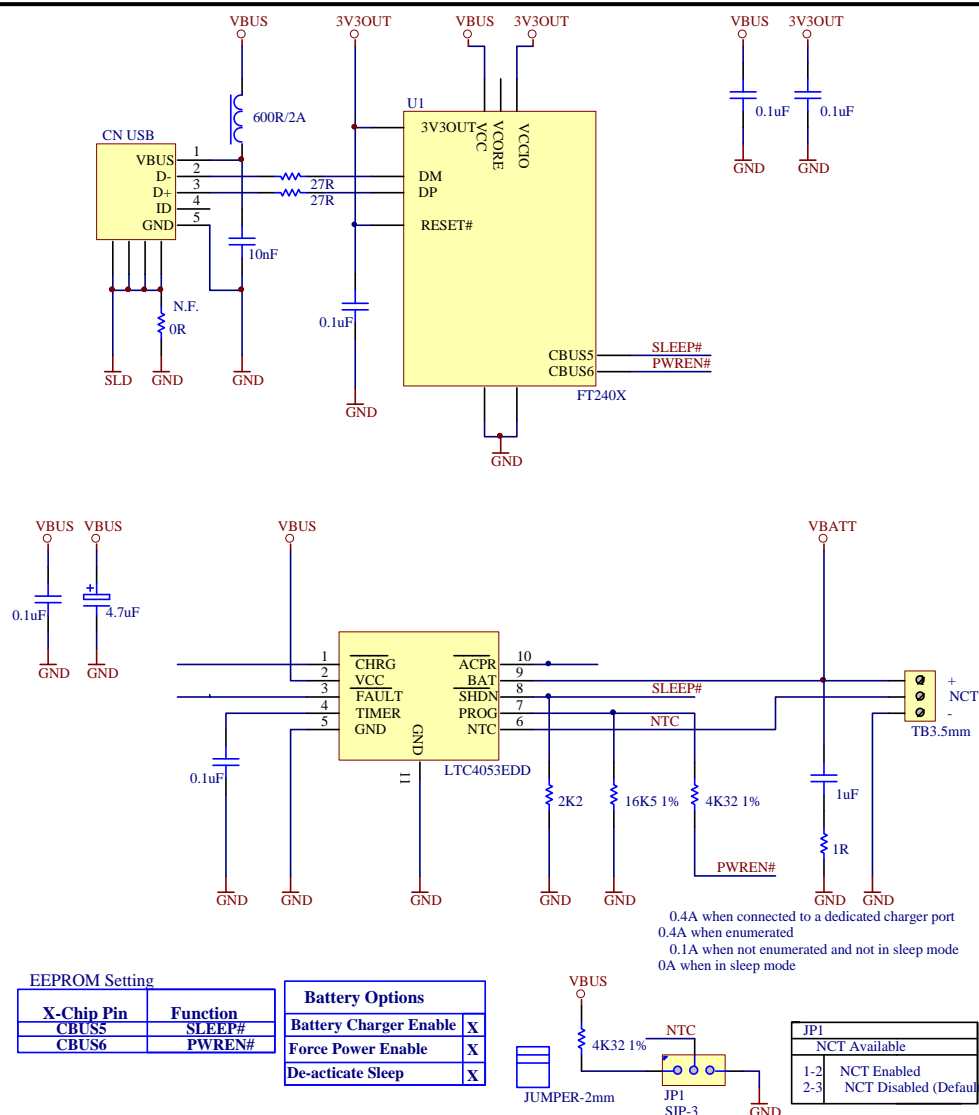 VBUS 3V3OUT VBUS 3V3OUT VBUS 3V3OUT
600R/2A
U1
0.1uF 0.1uF
CN USB
3V3OUT
VCC
VCORE
VCCIO
VBUS 1
D- 2
D+ 3
ID 4
GND 5
27R
27R
DM
DP
RESET#
GND GND
10nF
N.F.
0R
0.1uF
SLD GND GND
GND
CBUS5 SLEEP#
CBUS6 PWREN#
FT240X
GND
VBUS VBUS VBUS VBATT
0.1uF
+
4.7uF
GND GND
1 CHRG ACPR 10
2 VCC BAT 9
3 FAULT SHDN 8 SLEEP#
4 TIMER PROG 7
5 GND NTC 6 NTC
GND
11
LTC4053EDD
+
NCT
-
TB3.5mm
0.1uF
2K2
16K5 1%
4K32 1%
1uF
1R
PWREN#
GND GND GND GND GND GND GND
0.4A when connected to a dedicated charger port
0.4A when enumerated
0.1A when not enumerated and not in sleep mode
0A when in sleep mode
EEPROM Setting
X-Chip Pin Function
CBUS5 SLEEP#
CBUS6 PWREN#
Battery Options
Battery Charger Enable X
Force Power Enable X
De-acticate Sleep X
JUMPER-2mm
VBUS
4K32 1%
NTC
JP1
SIP-3
GND
JP1
NCT Available
1-2 NCT Enabled
2-3 NCT Disabled (Defaul